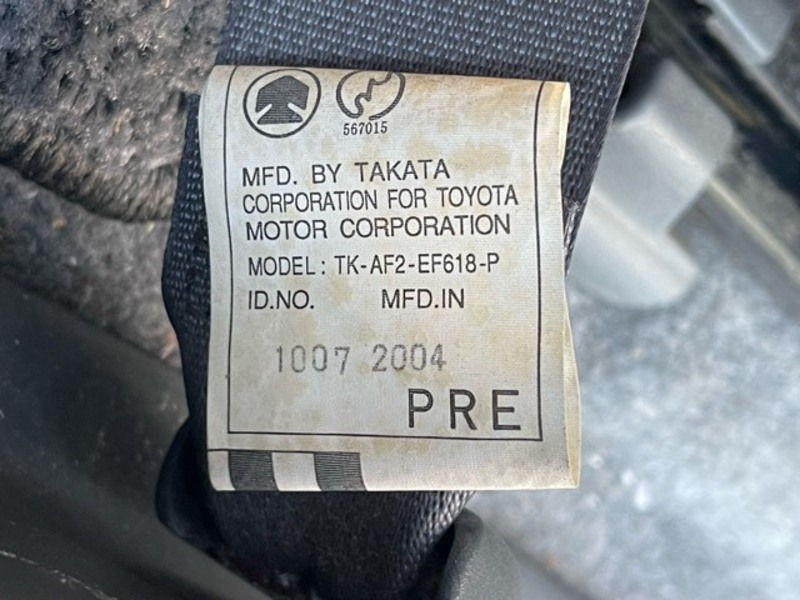 567015
MFD. BY TAKATA
CORPORATION FOR TOYOTA
MOTOR CORPORATION
MODEL: TK-AF2-EF618-P
ID.NO. MFD.IN
1007 2004
PRE